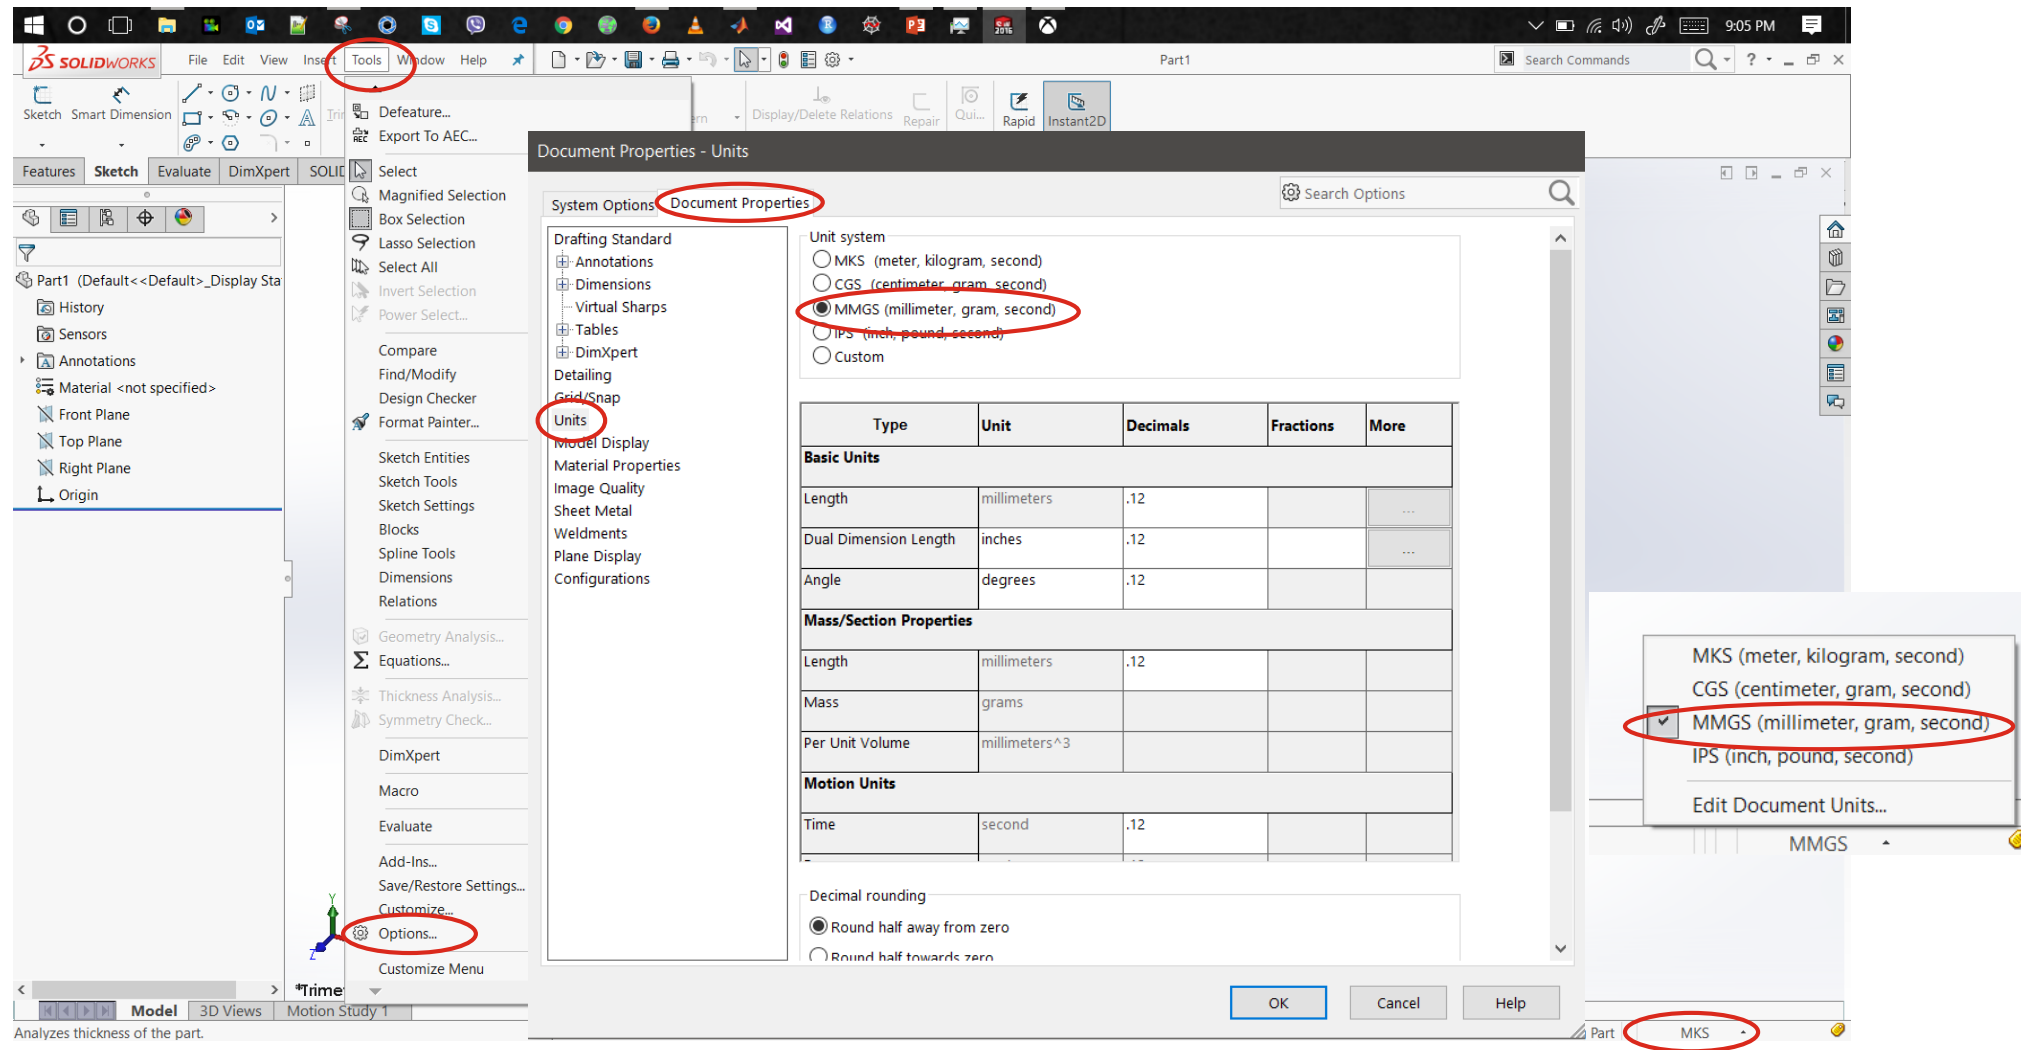 9:05 PM
SOLIDWORKS File Edit View Insert Tools Window Help Part1 Search Commands ?
Sketch Smart Dimension Display/Delete Relations Repair Qui... Rapid Instant2D
Features Sketch Evaluate DimXpert SOLID
Part1 (Default<<Default>_Display Sta
History
Sensors
Annotations
Material <not specified>
Front Plane
Top Plane
Right Plane
Origin
Defeature...
Export To AEC...
Select
Magnified Selection
Box Selection
Lasso Selection
Select All
Invert Selection
Power Select...
Compare
Find/Modify
Design Checker
Format Painter...
Sketch Entities
Sketch Tools
Sketch Settings
Blocks
Spline Tools
Dimensions
Relations
Geometry Analysis...
Equations...
Thickness Analysis...
Symmetry Check...
DimXpert
Macro
Evaluate
Add-Ins...
Save/Restore Settings...
Customize...
Options...
Customize Menu
Document Properties - Units
System Options Document Properties Search Options
Drafting Standard
Annotations
Dimensions
Virtual Sharps
Tables
DimXpert
Detailing
Grid/Snap
Units
Model Display
Material Properties
Image Quality
Sheet Metal
Weldments
Plane Display
Configurations
Unit system
MKS (meter, kilogram, second)
CGS (centimeter, gram, second)
MMGS (millimeter, gram, second)
IPS (inch, pound, second)
Custom
Type Unit Decimals Fractions More
Basic Units
Length millimeters .12 ...
Dual Dimension Length inches .12 ...
Angle degrees .12
Mass/Section Properties
Length millimeters .12
Mass grams
Per Unit Volume millimeters^3
Motion Units
Time second .12
Decimal rounding
Round half away from zero
Round half towards zero
OK Cancel Help
MKS (meter, kilogram, second)
CGS (centimeter, gram, second)
MMGS (millimeter, gram, second)
IPS (inch, pound, second)
Edit Document Units...
MMGS
Y
Z
*Trime
Model 3D Views Motion Study 1
Analyzes thickness of the part.
Part MKS